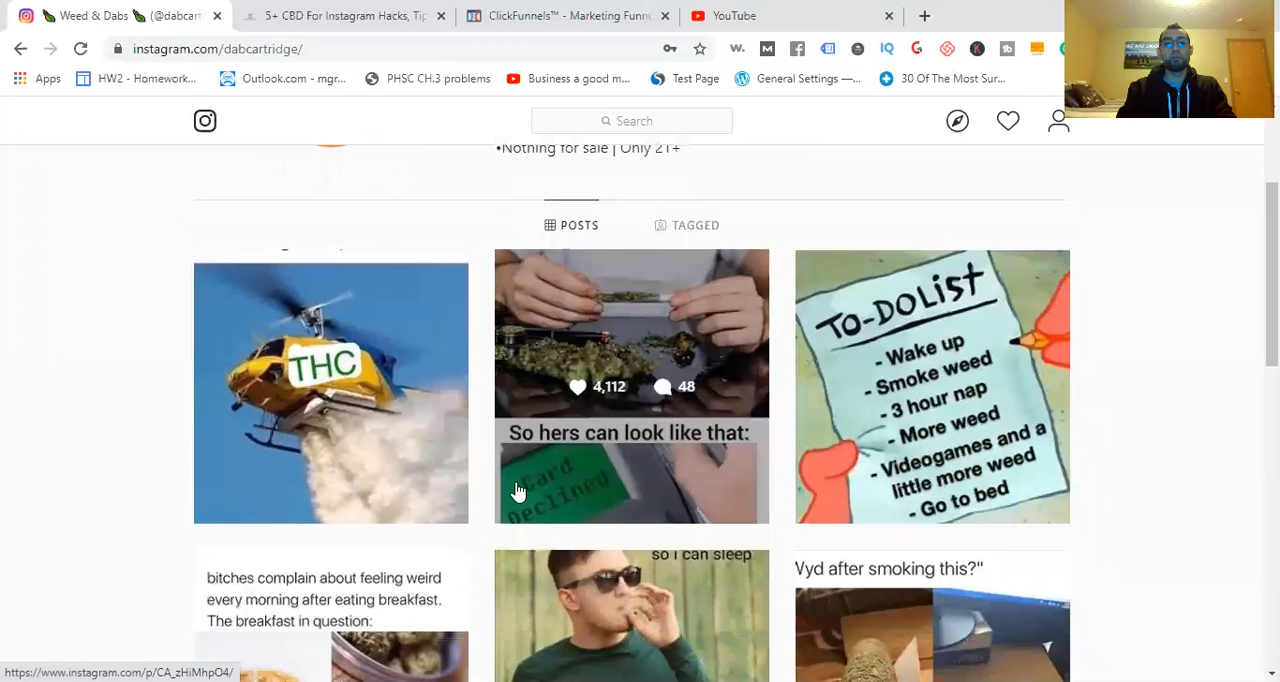 Weed & Dabs (@dabcart
5+ CBD For Instagram Hacks, Tip
ClickFunnels™ - Marketing Funn
YouTube
instagram.com/dabcartridge/
Apps
HW2 - Homework...
Outlook.com - mgr...
PHSC CH.3 problems
Business a good m...
Test Page
General Settings —...
30 Of The Most Sur...
Search
•Nothing for sale | Only 21+
POSTS
TAGGED
THC
4,112
48
So hers can look like that:
Card
Declined
TO-DO LIST
- Wake up
- Smoke weed
- 3 hour nap
- More weed
- Videogames and a
little more weed
- Go to bed
bitches complain about feeling weird
every morning after eating breakfast.
The breakfast in question:
so i can sleep
Wyd after smoking this?"
https://www.instagram.com/p/CA_zHiMhpO4/